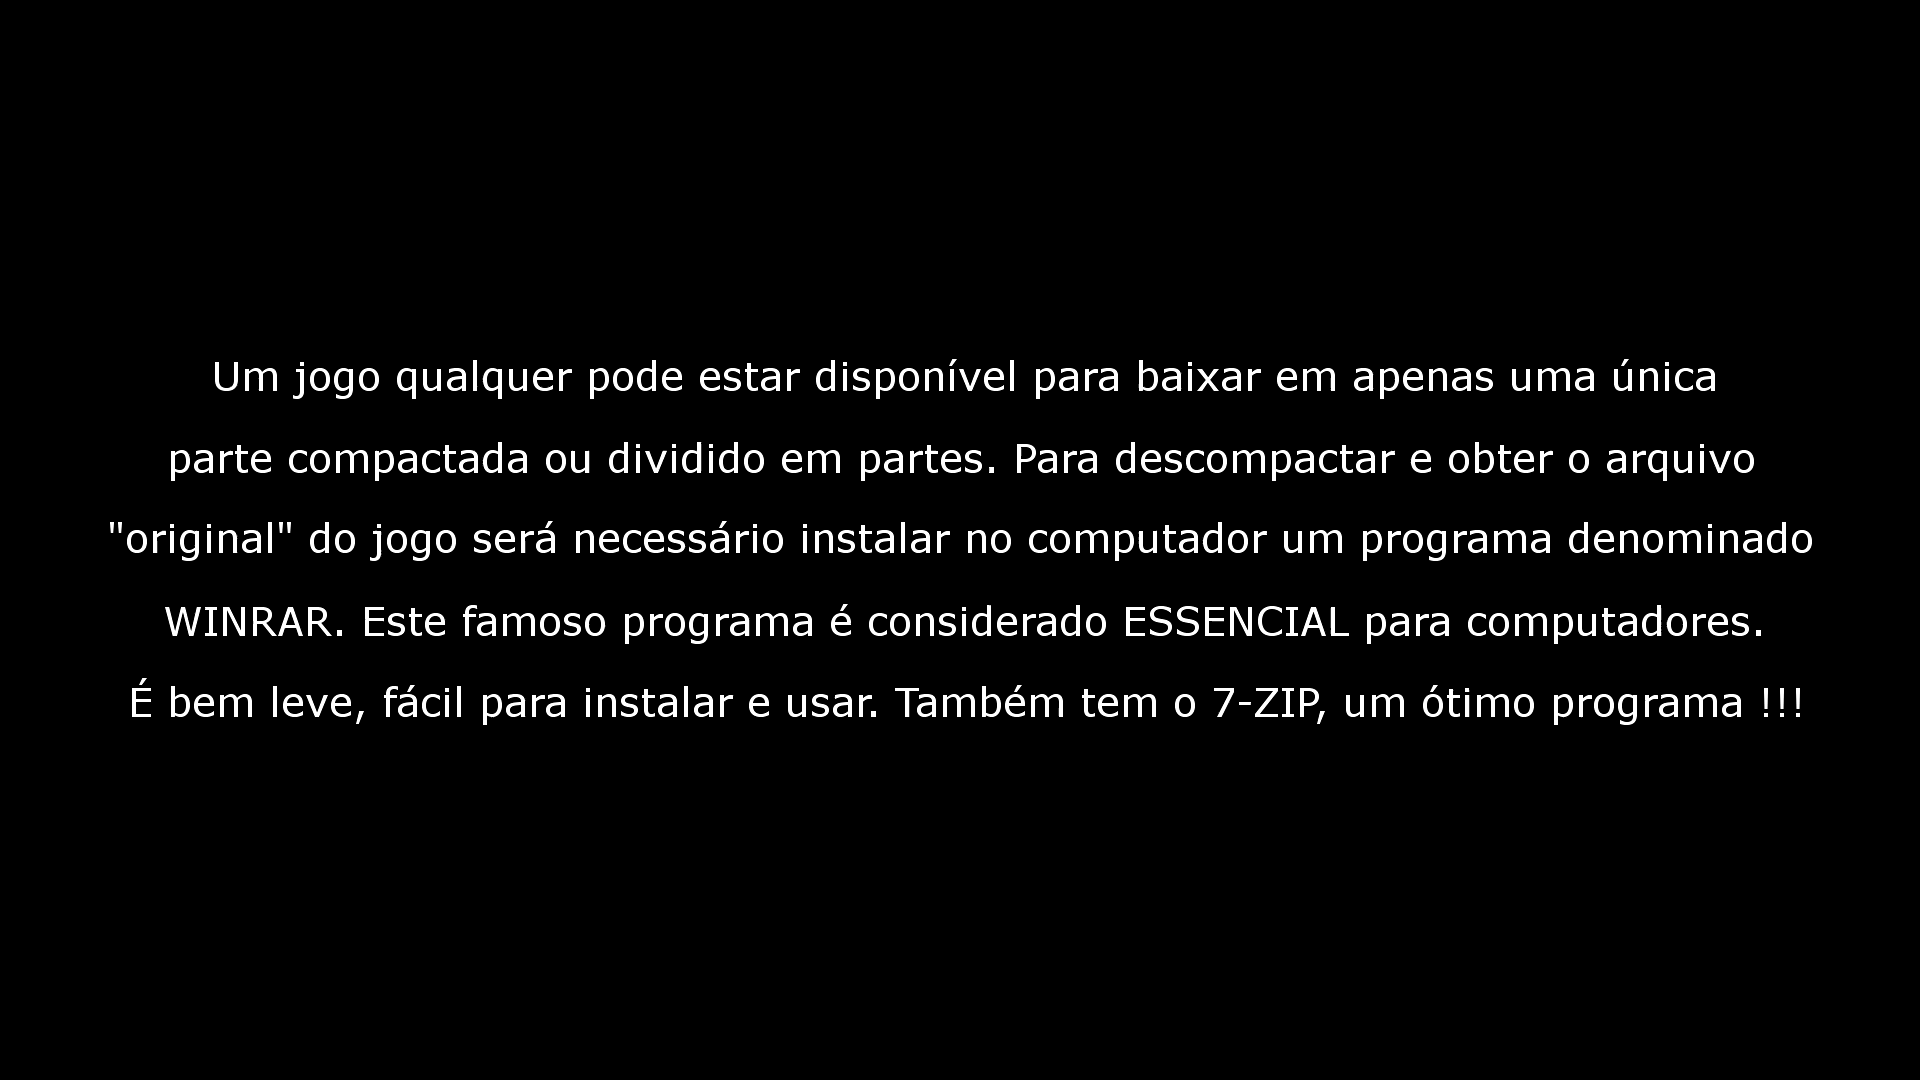 Um jogo qualquer pode estar disponível para baixar em apenas uma única
parte compactada ou dividido em partes. Para descompactar e obter o arquivo
"original" do jogo será necessário instalar no computador um programa denominado
WINRAR. Este famoso programa é considerado ESSENCIAL para computadores.
É bem leve, fácil para instalar e usar. Também tem o 7-ZIP, um ótimo programa !!!